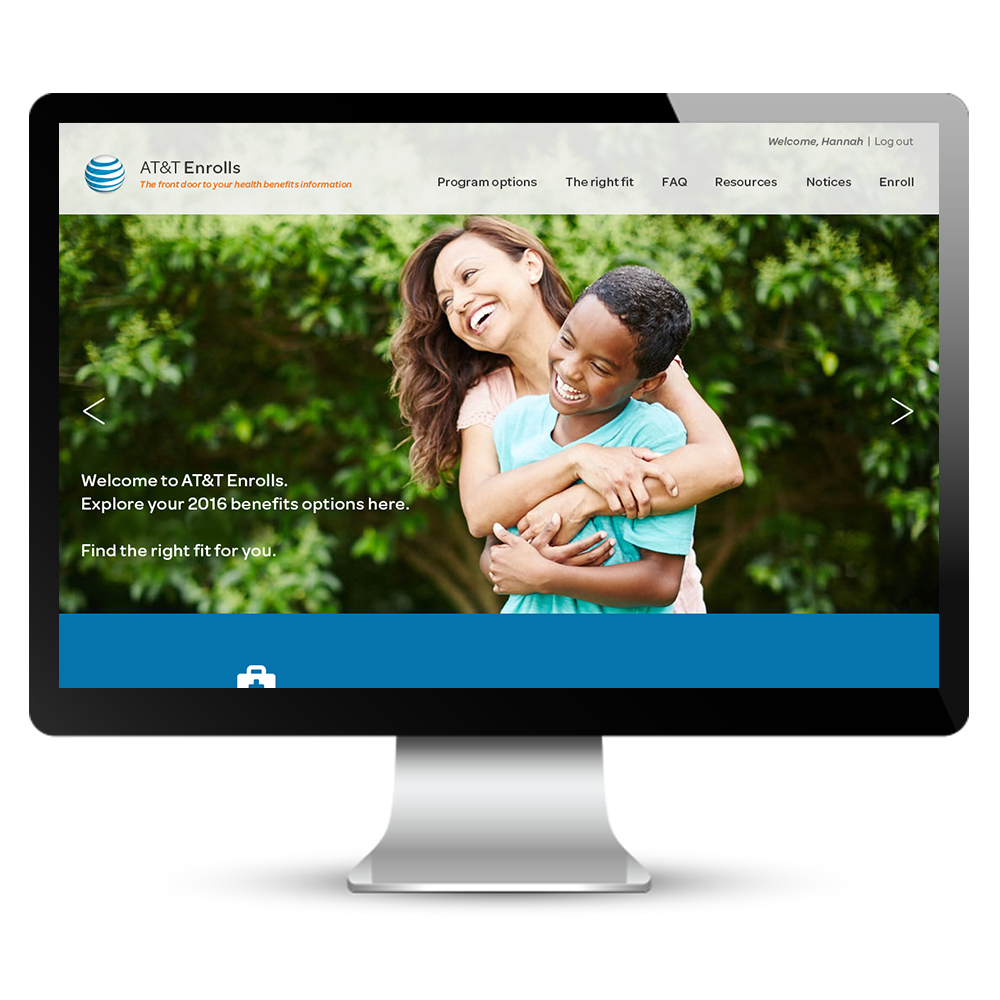 Welcome, Hannah | Log out
AT&T Enrolls
The front door to your health benefits information
Program options The right fit FAQ Resources Notices Enroll
Welcome to AT&T Enrolls.
Explore your 2016 benefits options here.
Find the right fit for you.